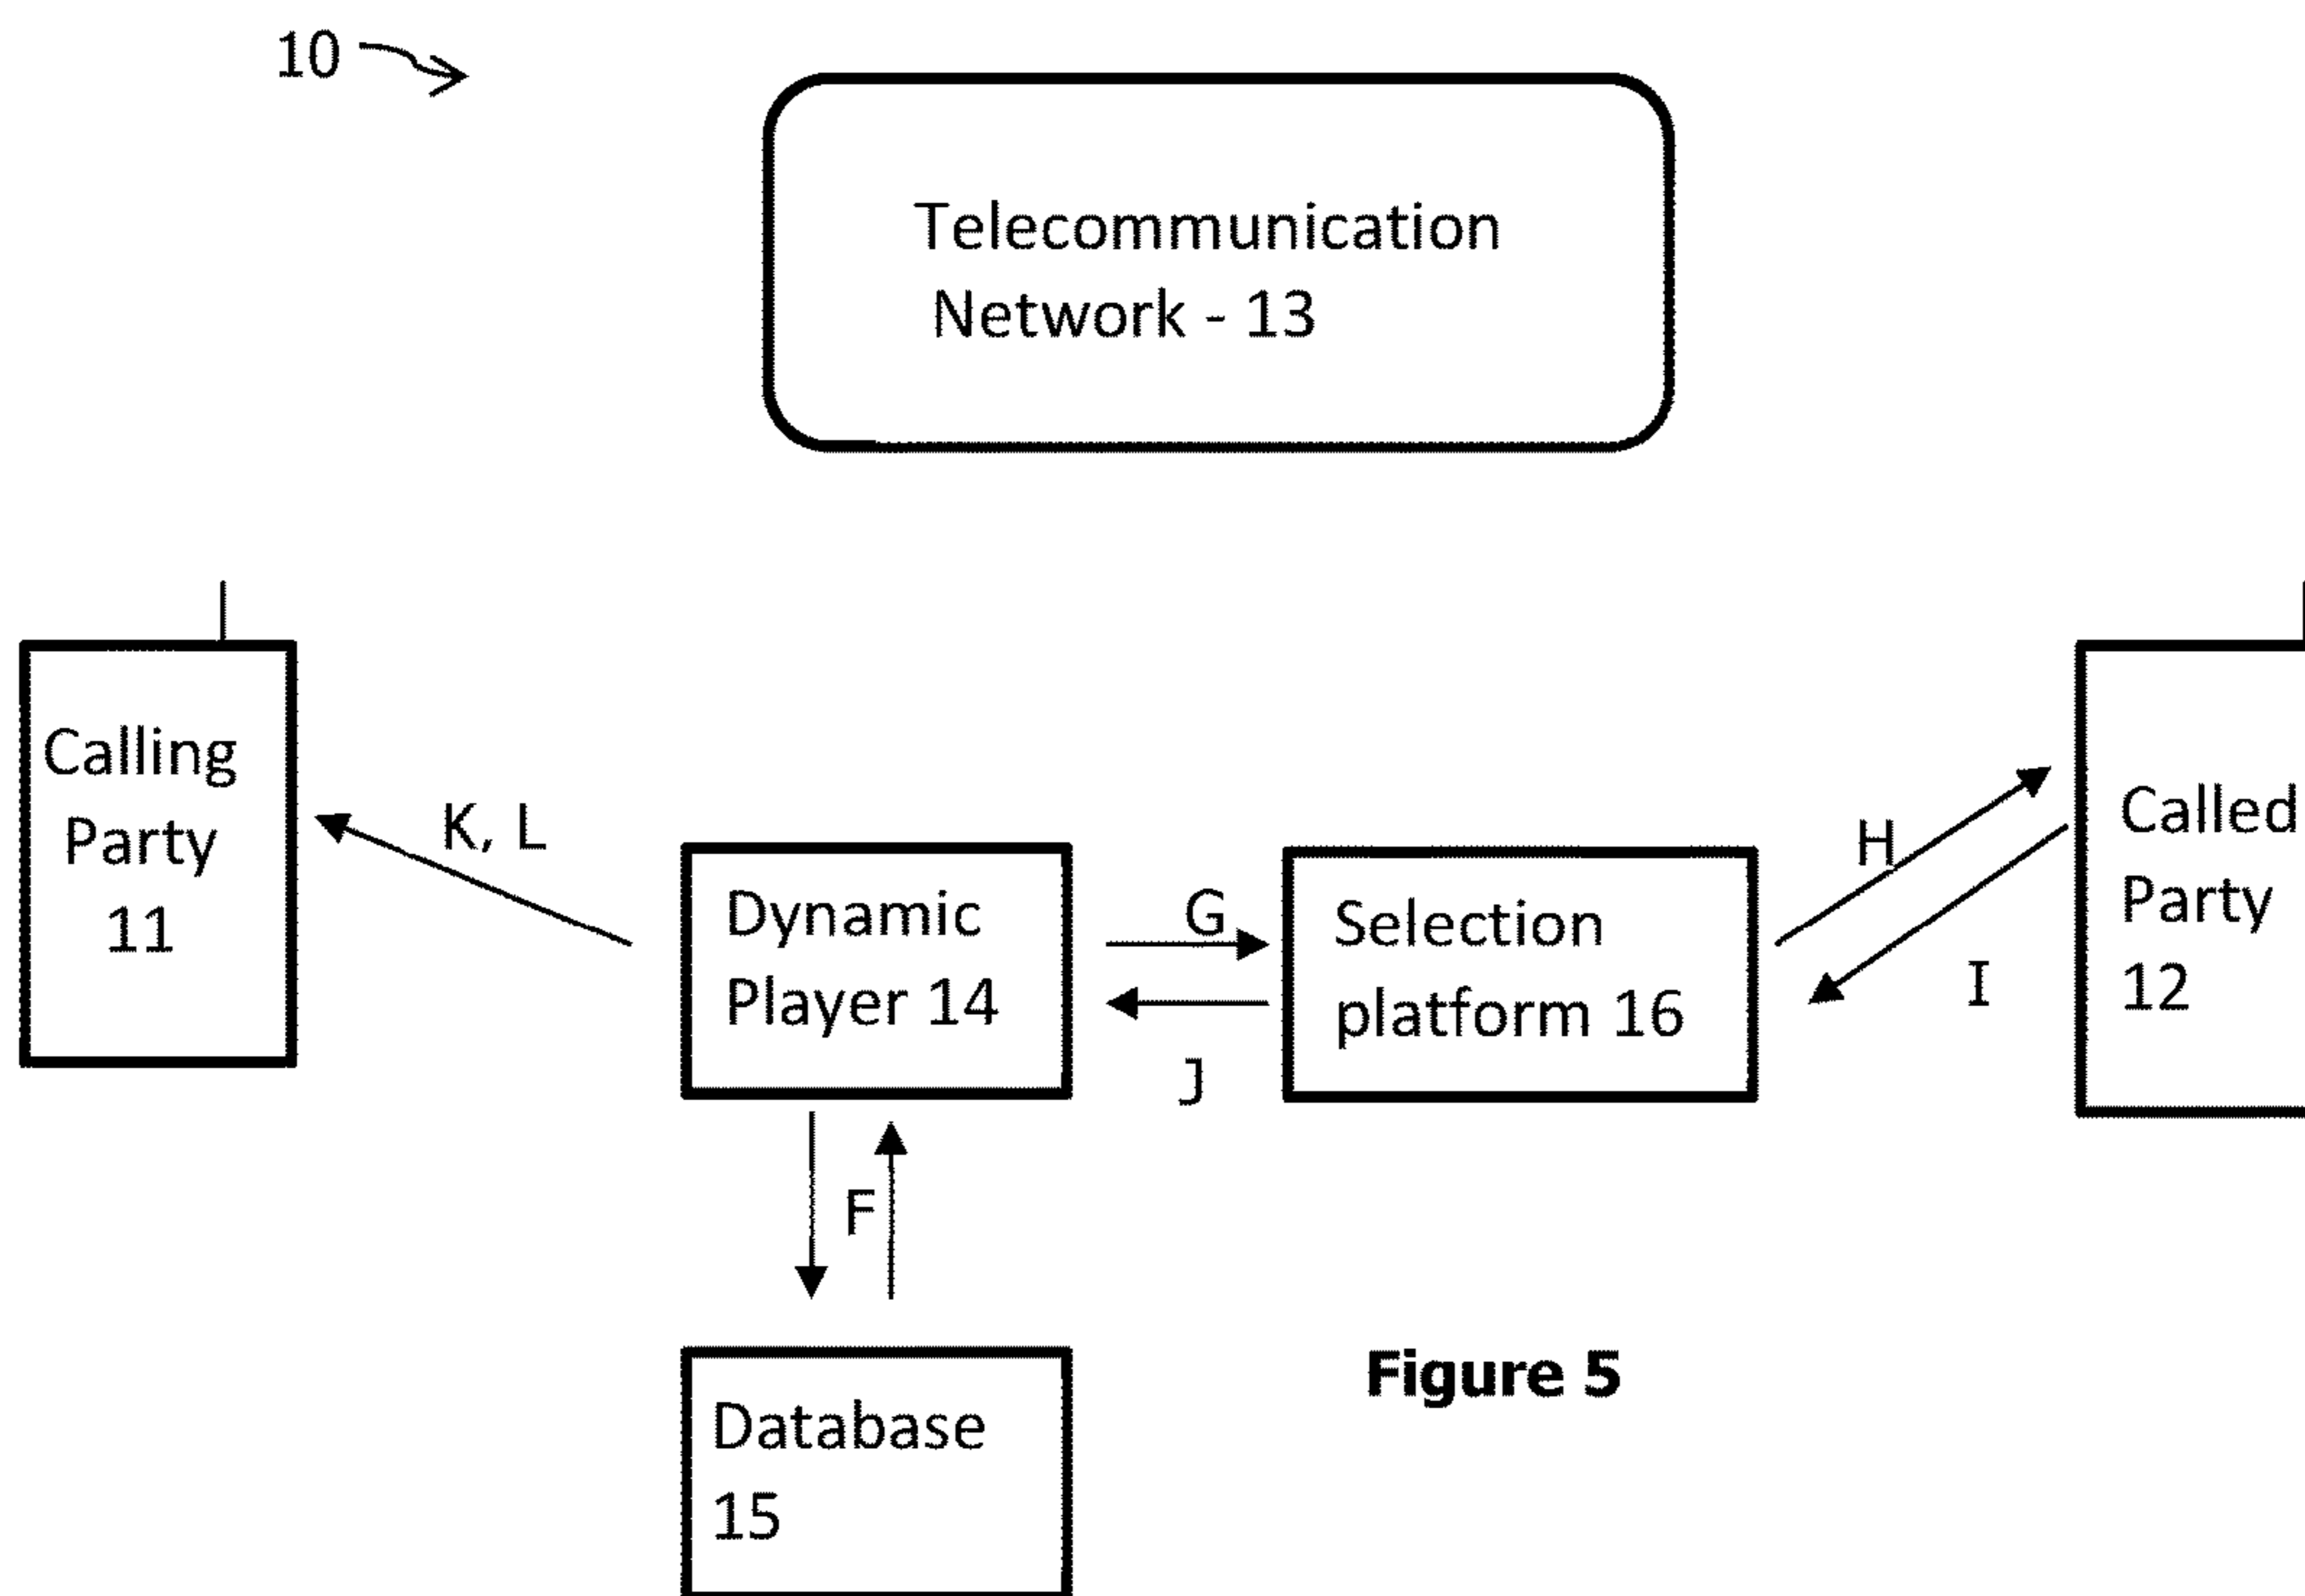 10
Telecommunication
Network - 13
Calling
Party
11
K, L
Dynamic
Player 14
G
J
Selection
platform 16
H
I
Called
Party
12
F
Database
15
Figure 5